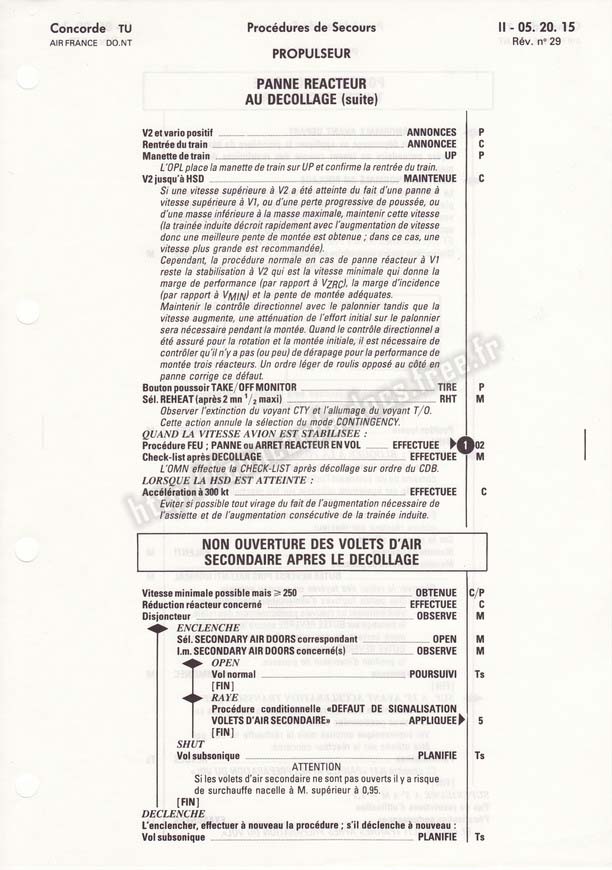 Concorde TU
AIR FRANCE DO.NT
Procédures de Secours
II - 05. 20. 15
Rév. n° 29
PROPULSEUR
PANNE REACTEUR
AU DECOLLAGE (suite)
V2 et vario positif ANNONCES P
Rentrée du train ANNONCEE C
Manette de train UP P
L'OPL place la manette de train sur UP et confirme la rentrée du train.
V2 jusqu'à HSD MAINTENUE C
Si une vitesse supérieure à V2 a été atteinte du fait d'une panne à
vitesse supérieure à V1, ou d'une perte progressive de poussée, ou
d'une masse inférieure à la masse maximale, maintenir cette vitesse
(la trainée induite décroit rapidement avec l'augmentation de vitesse
donc une meilleure pente de montée est obtenue ; dans ce cas, une
vitesse plus grande est recommandée).
Cependant, la procédure normale en cas de panne réacteur à V1
reste la stabilisation à V2 qui est la vitesse minimale qui donne la
marge de performance (par rapport à VZRC), la marge d'incidence
(par rapport à VMIN) et la pente de montée adéquates.
Maintenir le contrôle directionnel avec le palonnier tandis que la
vitesse augmente, une atténuation de l'effort initial sur le palonnier
sera nécessaire pendant la montée. Quand le contrôle directionnel a
été assuré pour la rotation et la montée initiale, il est nécessaire de
contrôler qu'il n'y a pas (ou peu) de dérapage pour la performance de
montée trois réacteurs. Un ordre léger de roulis opposé au côté en
panne corrige ce défaut.
Bouton poussoir TAKE/OFF MONITOR TIRE P
Sél. REHEAT (après 2 mn 1/2 maxi) RHT M
Observer l'extinction du voyant CTY et l'allumage du voyant T/O.
Cette action annule la sélection du mode CONTINGENCY.
QUAND LA VITESSE AVION EST STABILISEE :
Procédure FEU ; PANNE ou ARRET REACTEUR EN VOL EFFECTUEE 1 02
Check-list après DECOLLAGE EFFECTUEE M
L'OMN effectue la CHECK-LIST après décollage sur ordre du CDB.
LORSQUE LA HSD EST ATTEINTE :
Accélération à 300 kt EFFECTUEE C
Eviter si possible tout virage du fait de l'augmentation nécessaire de
l'assiette et de l'augmentation consécutive de la trainée induite.
NON OUVERTURE DES VOLETS D'AIR
SECONDAIRE APRES LE DECOLLAGE
Vitesse minimale possible mais ⩾ 250 OBTENUE C/P
Réduction réacteur concerné EFFECTUEE C
Disjoncteur OBSERVE M
ENCLENCHE
Sél. SECONDARY AIR DOORS correspondant OPEN M
I.m. SECONDARY AIR DOORS concerné(s) OBSERVE M
OPEN
Vol normal POURSUIVI Ts
[FIN]
RAYE
Procédure conditionnelle «DEFAUT DE SIGNALISATION
VOLETS D'AIR SECONDAIRE» APPLIQUEE 5
[FIN]
SHUT
Vol subsonique PLANIFIE Ts
ATTENTION
Si les volets d'air secondaire ne sont pas ouverts il y a risque
de surchauffe nacelle à M. supérieur à 0,95.
[FIN]
DECLENCHE
L'enclencher, effectuer à nouveau la procédure ; s'il déclenche à nouveau :
Vol subsonique PLANIFIE Ts